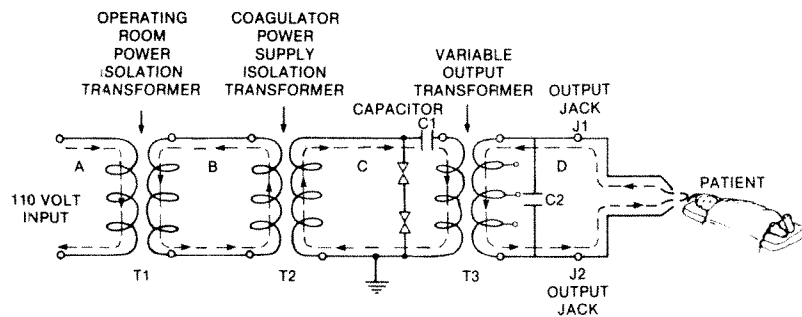 OPERATING
ROOM
POWER
ISOLATION
TRANSFORMER
COAGULATOR
POWER
SUPPLY
ISOLATION
TRANSFORMER
VARIABLE
OUTPUT
TRANSFORMER
CAPACITOR
C1
OUTPUT
JACK
J1
A
B
C
D
110 VOLT
INPUT
C2
PATIENT
T1
T2
T3
J2
OUTPUT
JACK